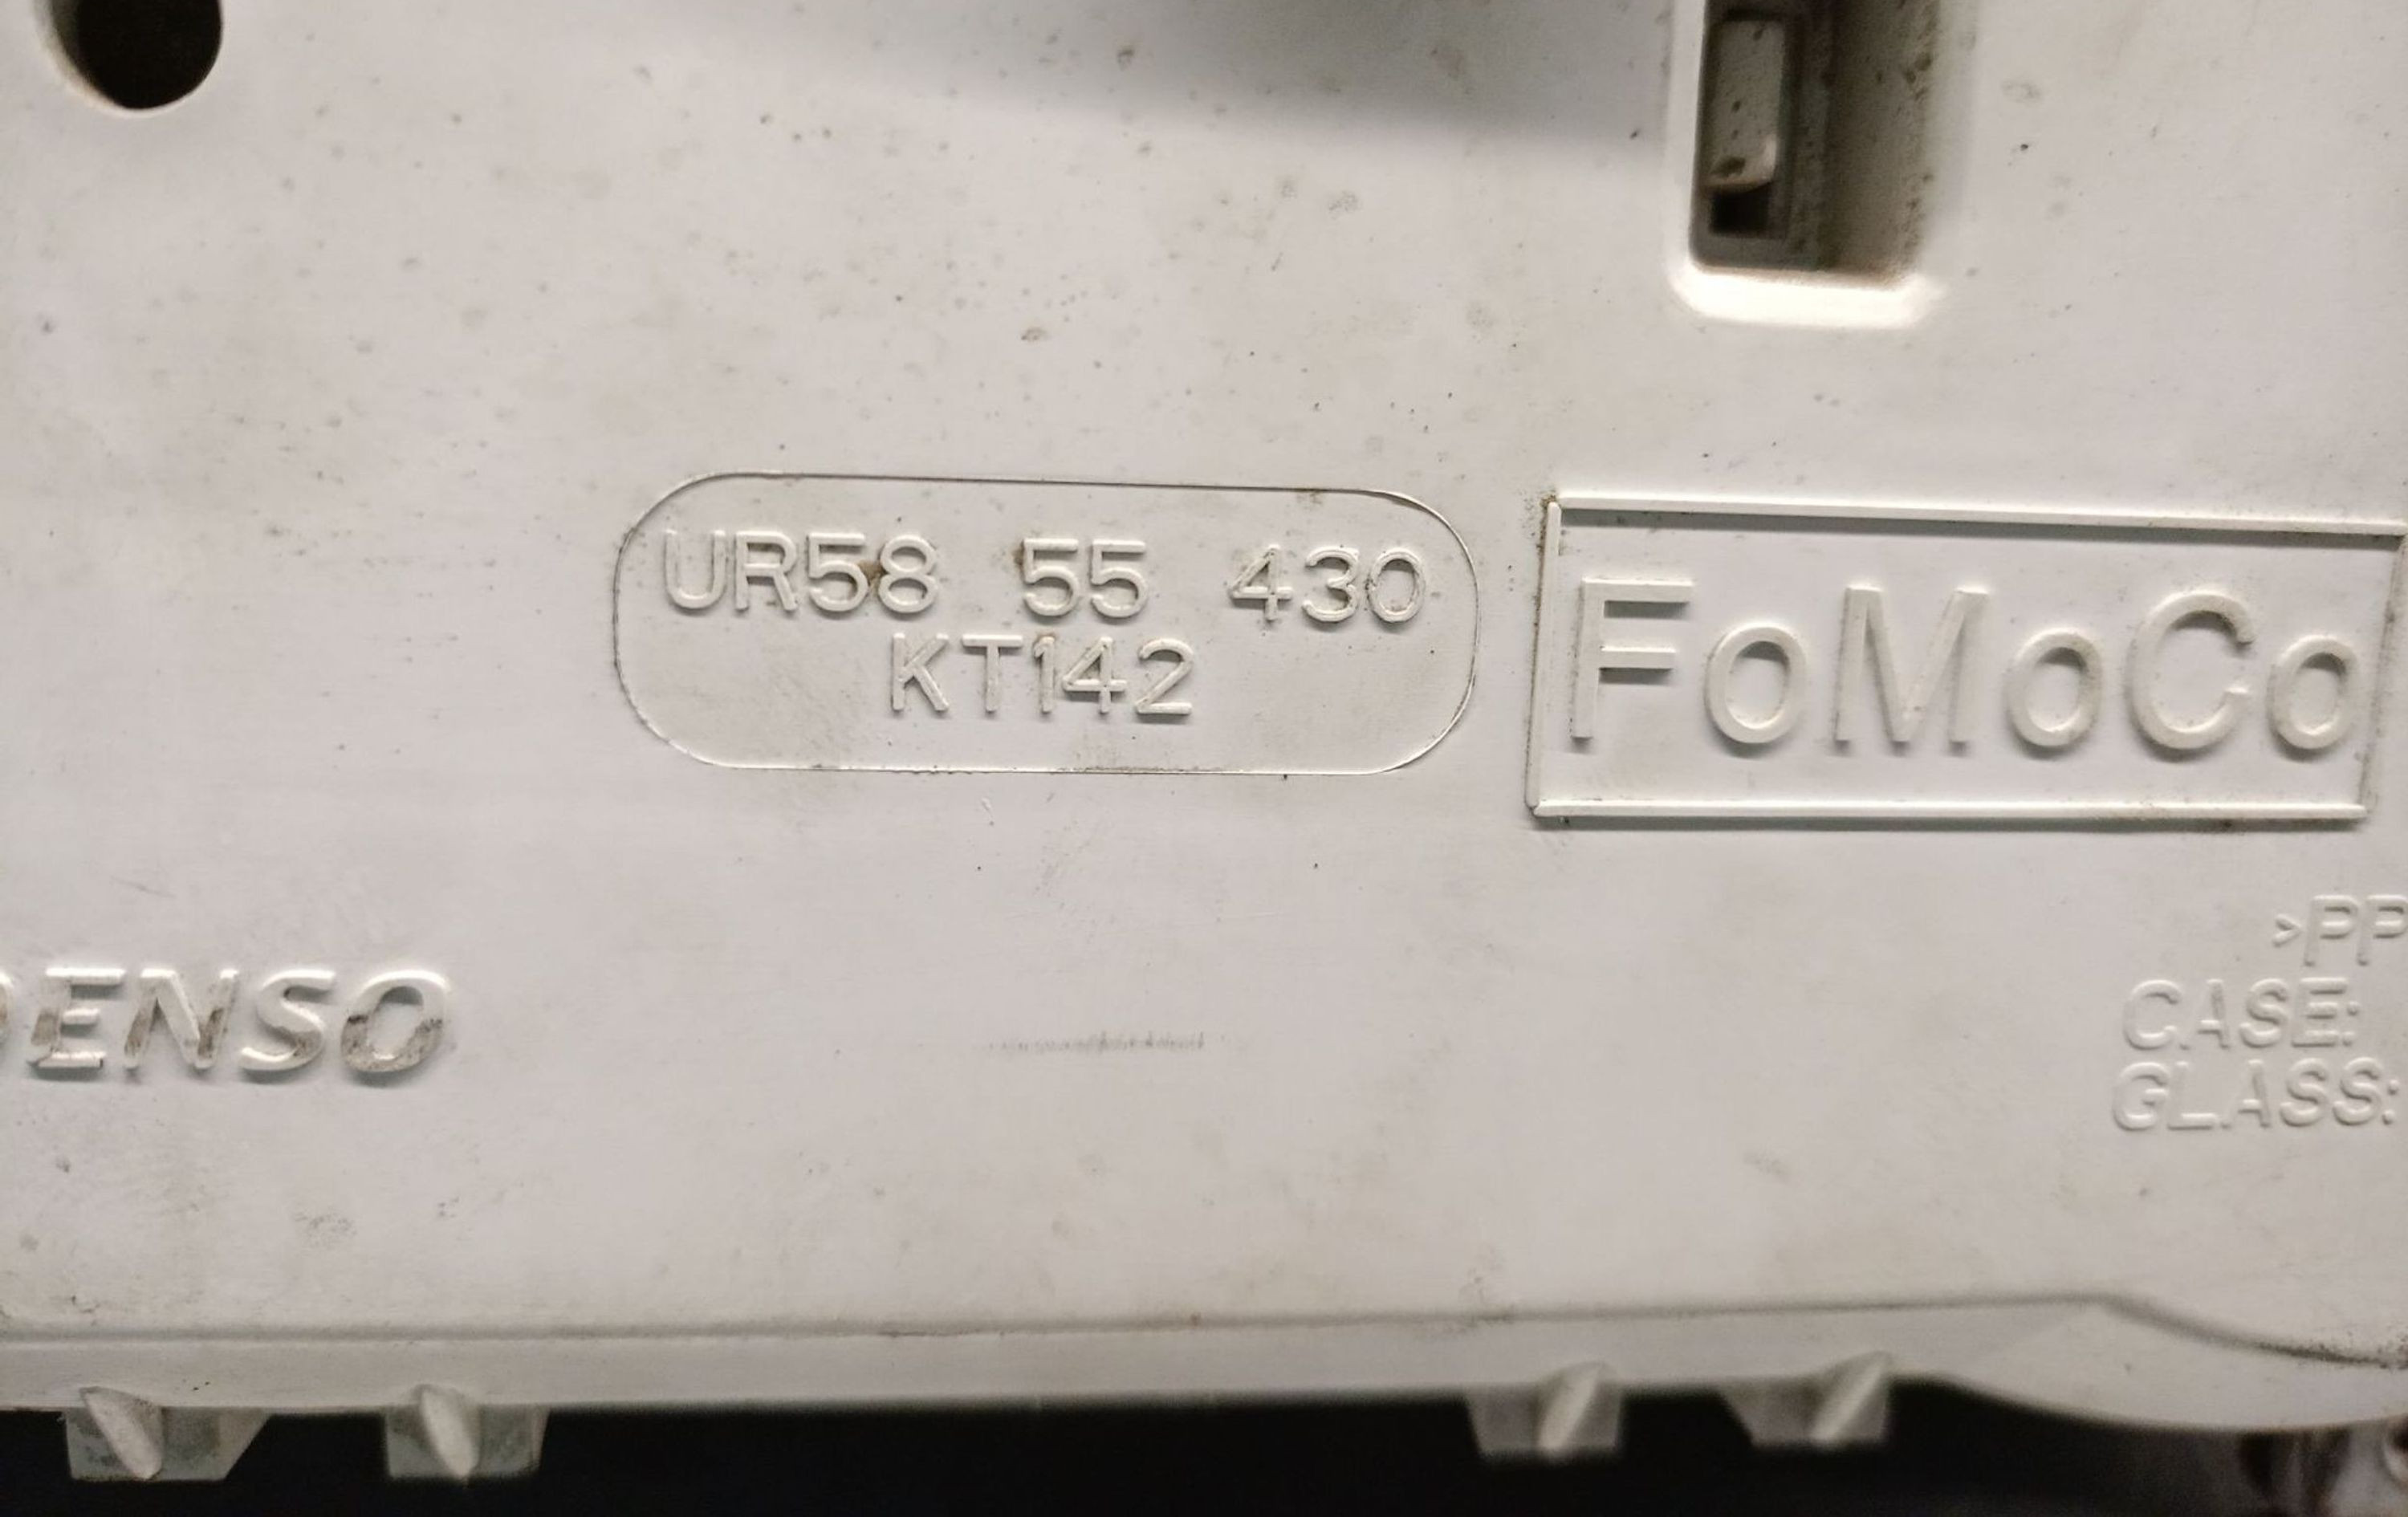 UR58 55 430
KT142
FoMoCo
DENSO
>PP
CASE:
GLASS: